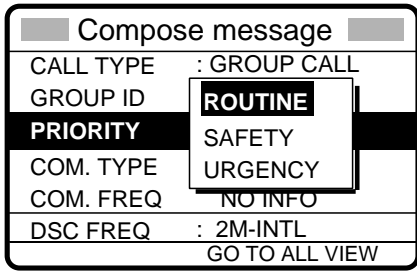 Compose message
CALL TYPE : GROUP CALL
GROUP ID
ROUTINE
PRIORITY
SAFETY
COM. TYPE
URGENCY
COM. FREQ NO INFO
DSC FREQ : 2M-INTL
GO TO ALL VIEW